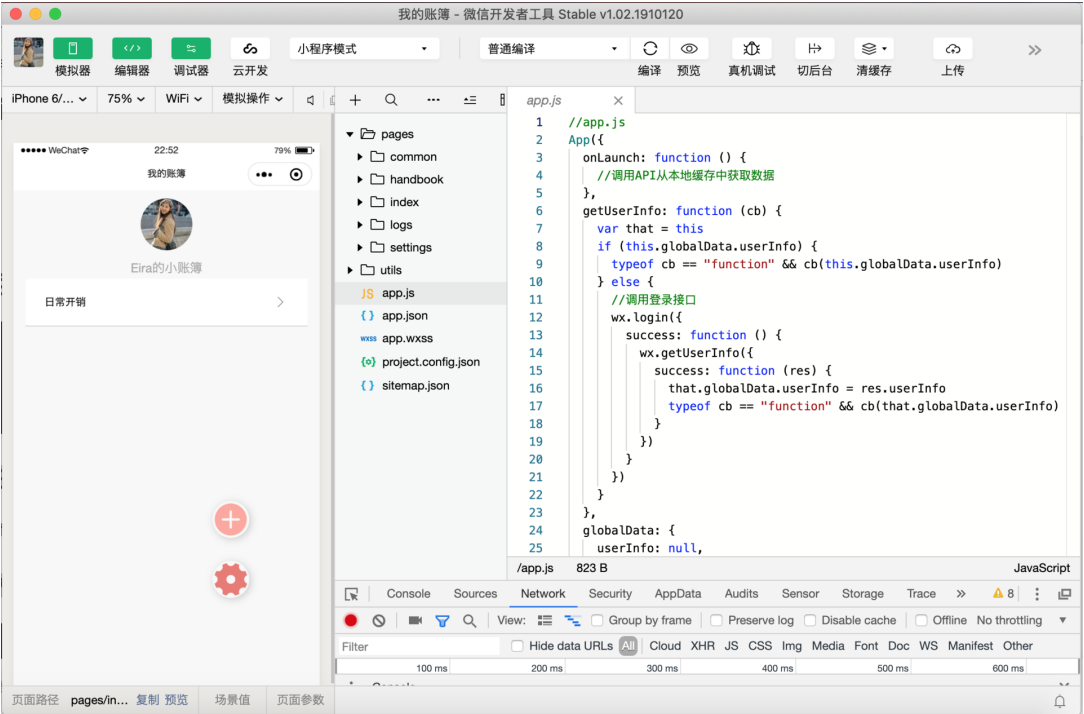 我的账簿 - 微信开发者工具 Stable v1.02.1910120
模拟器 编辑器 调试器 云开发 小程序模式 普通编译 编译 预览 真机调试 切后台 清缓存 上传
iPhone 6/... 75% WiFi 模拟操作
WeChat 22:52 79%
我的账簿
Eira的小账簿
日常开销
pages
common
handbook
index
logs
settings
utils
JS app.js
{ } app.json
wxss app.wxss
{o} project.config.json
{ } sitemap.json
app.js
1 //app.js
2 App({
3 onLaunch: function () {
4 //调用API从本地缓存中获取数据
5 },
6 getUserInfo: function (cb) {
7 var that = this
8 if (this.globalData.userInfo) {
9 typeof cb == "function" && cb(this.globalData.userInfo)
10 } else {
11 //调用登录接口
12 wx.login({
13 success: function () {
14 wx.getUserInfo({
15 success: function (res) {
16 that.globalData.userInfo = res.userInfo
17 typeof cb == "function" && cb(that.globalData.userInfo)
18 }
19 })
20 }
21 })
22 }
23 },
24 globalData: {
25 userInfo: null,
/app.js 823 B JavaScript
Console Sources Network Security AppData Audits Sensor Storage Trace 8
View: Group by frame Preserve log Disable cache Offline No throttling
Filter Hide data URLs All Cloud XHR JS CSS Img Media Font Doc WS Manifest Other
100 ms 200 ms 300 ms 400 ms 500 ms 600 ms
页面路径 pages/in... 复制 预览 场景值 页面参数